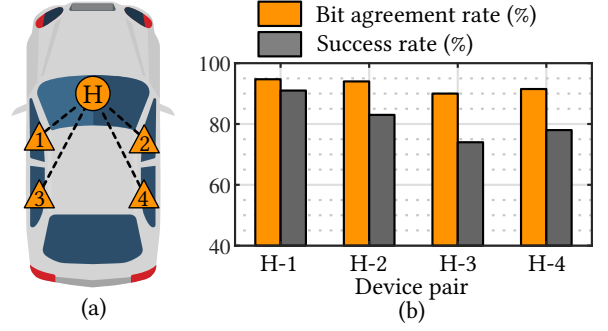 H
1
2
3
4
(a)
Bit agreement rate (%)
Success rate (%)
100
80
60
40
H-1 H-2 H-3 H-4
Device pair
(b)